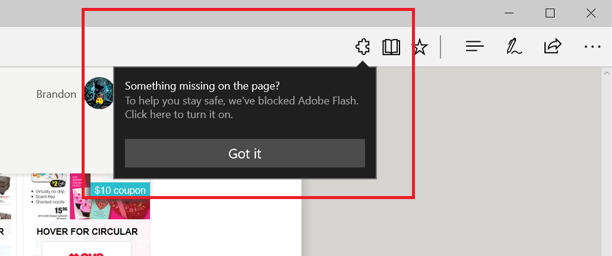 Something missing on the page?
Brandon
To help you stay safe, we've blocked Adobe Flash.
Click here to turn it on.
Got it
$10 coupon
HOVER FOR CIRCULAR